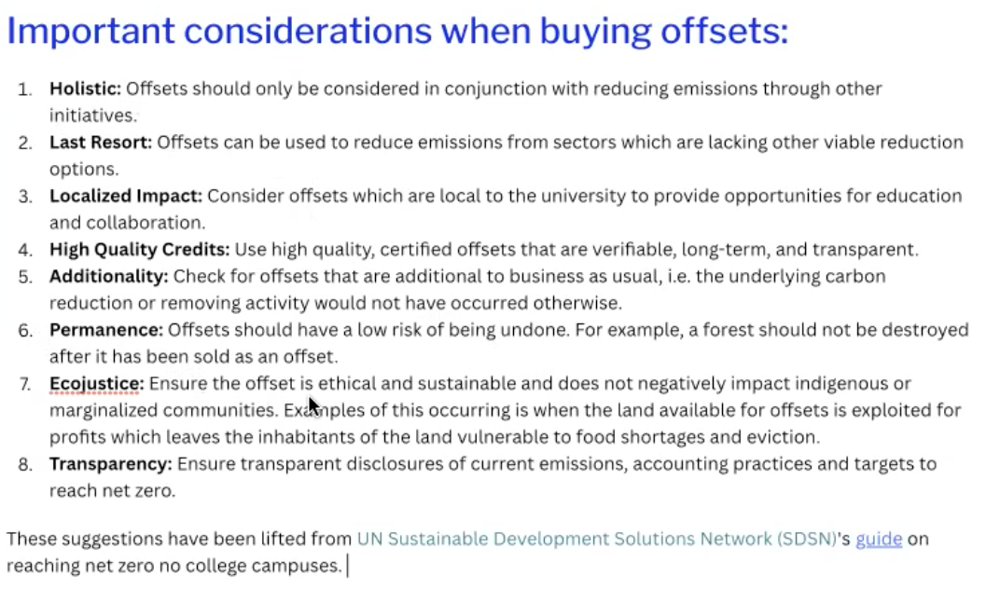 Important considerations when buying offsets:
1. Holistic: Offsets should only be considered in conjunction with reducing emissions through other
initiatives.
2. Last Resort: Offsets can be used to reduce emissions from sectors which are lacking other viable reduction
options.
3. Localized Impact: Consider offsets which are local to the university to provide opportunities for education
and collaboration.
4. High Quality Credits: Use high quality, certified offsets that are verifiable, long-term, and transparent.
5. Additionality: Check for offsets that are additional to business as usual, i.e. the underlying carbon
reduction or removing activity would not have occurred otherwise.
6. Permanence: Offsets should have a low risk of being undone. For example, a forest should not be destroyed
after it has been sold as an offset.
7. Ecojustice: Ensure the offset is ethical and sustainable and does not negatively impact indigenous or
marginalized communities. Examples of this occurring is when the land available for offsets is exploited for
profits which leaves the inhabitants of the land vulnerable to food shortages and eviction.
8. Transparency: Ensure transparent disclosures of current emissions, accounting practices and targets to
reach net zero.
These suggestions have been lifted from UN Sustainable Development Solutions Network (SDSN)'s guide on
reaching net zero no college campuses.